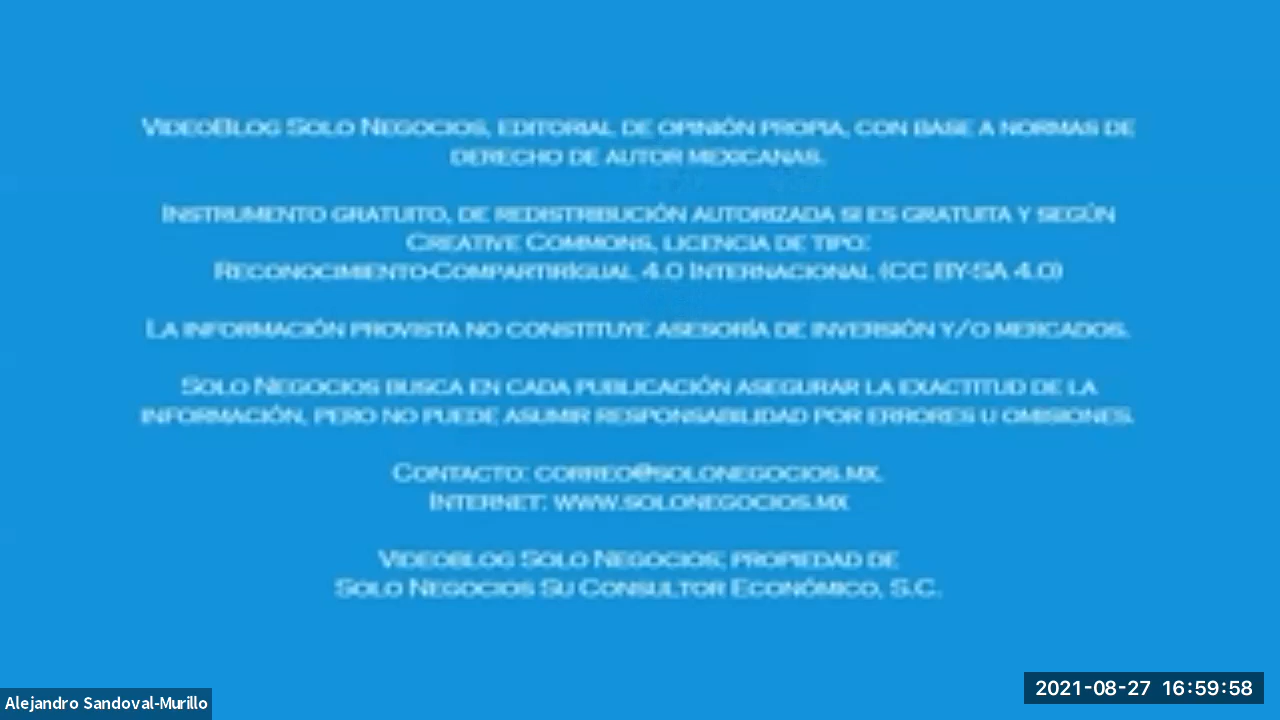 VideoBlog Solo Negocios, editorial de opinión propia, con base a normas de
derecho de autor mexicanas.
Instrumento gratuito, de redistribución autorizada si es gratuita y según
Creative Commons, licencia de tipo:
Reconocimiento-CompartirIgual 4.0 Internacional (CC BY-SA 4.0)
La información provista no constituye asesoría de inversión y/o mercados.
Solo Negocios busca en cada publicación asegurar la exactitud de la
información, pero no puede asumir responsabilidad por errores u omisiones.
Contacto: correo@solonegocios.mx.
Internet: www.solonegocios.mx
Videoblog Solo Negocios; propiedad de
Solo Negocios Su Consultor Económico, S.C.
Alejandro Sandoval-Murillo
2021-08-27 16:59:58